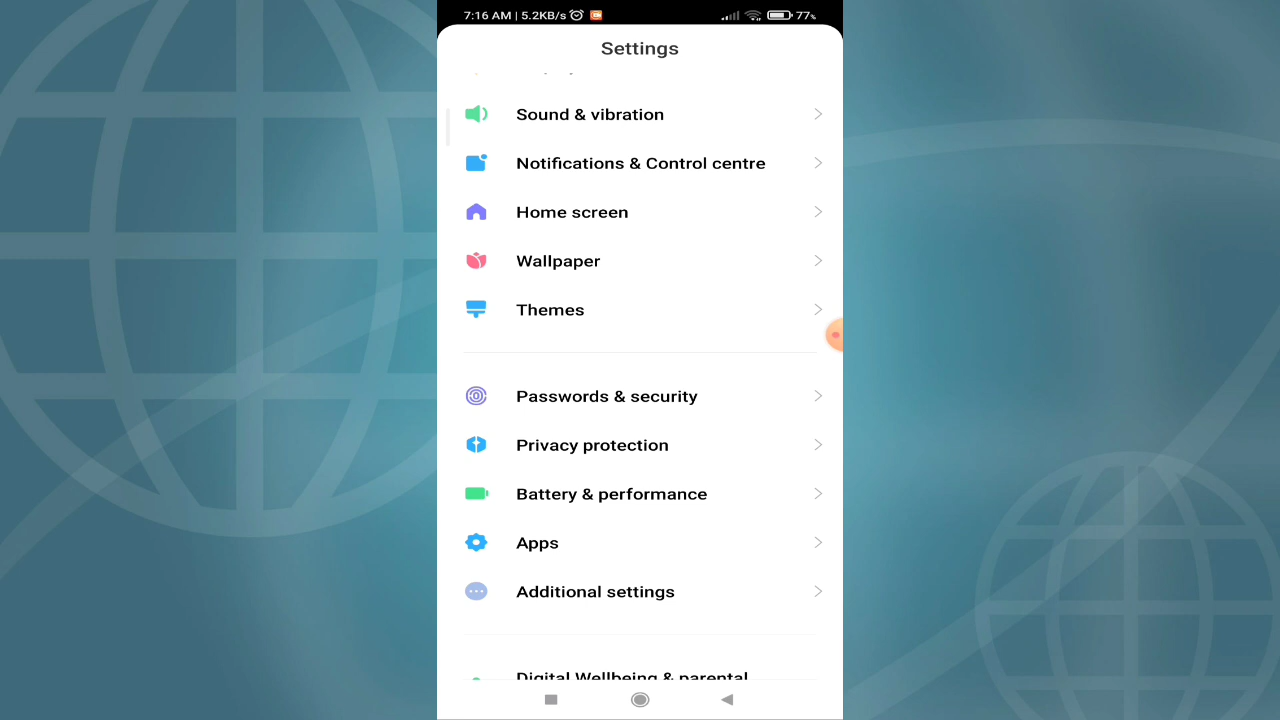 7:16 AM | 5.2KB/s
77%
Settings
Sound & vibration
Notifications & Control centre
Home screen
Wallpaper
Themes
Passwords & security
Privacy protection
Battery & performance
Apps
Additional settings
Digital Wellbeing & parental